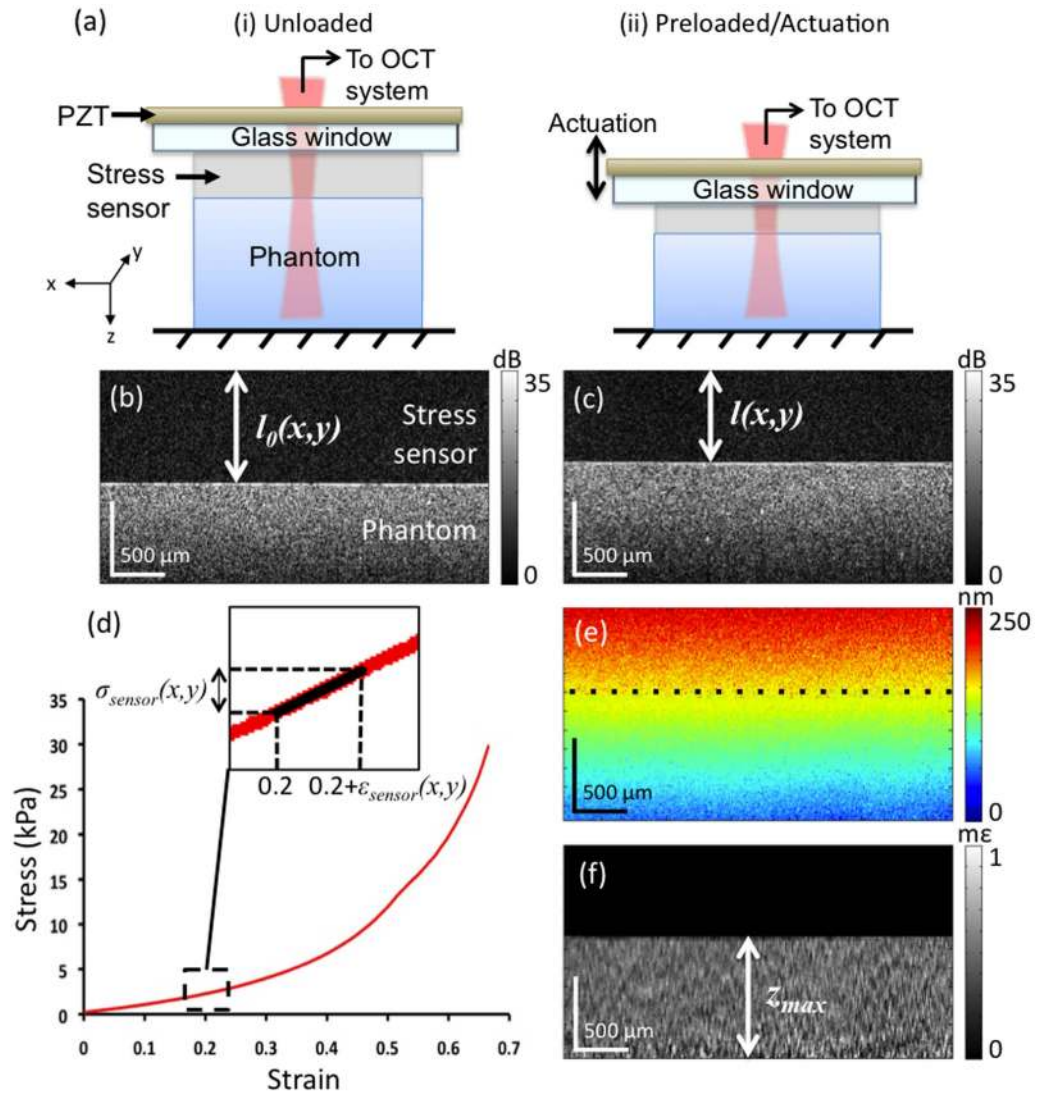 (a)
(i) Unloaded
To OCT
system
PZT
Glass window
Stress
sensor
Phantom
x
y
z
(ii) Preloaded/Actuation
To OCT
system
Actuation
Glass window
(b)
l0(x,y)
Stress
sensor
Phantom
500 µm
dB
35
0
(c)
l(x,y)
500 µm
dB
35
0
(d)
σsensor(x,y)
0.2
0.2+εsensor(x,y)
Stress (kPa)
35
30
25
20
15
10
5
0
0
0.1
0.2
0.3
0.4
0.5
0.6
0.7
Strain
(e)
500 µm
nm
250
0
(f)
zmax
500 µm
mε
1
0